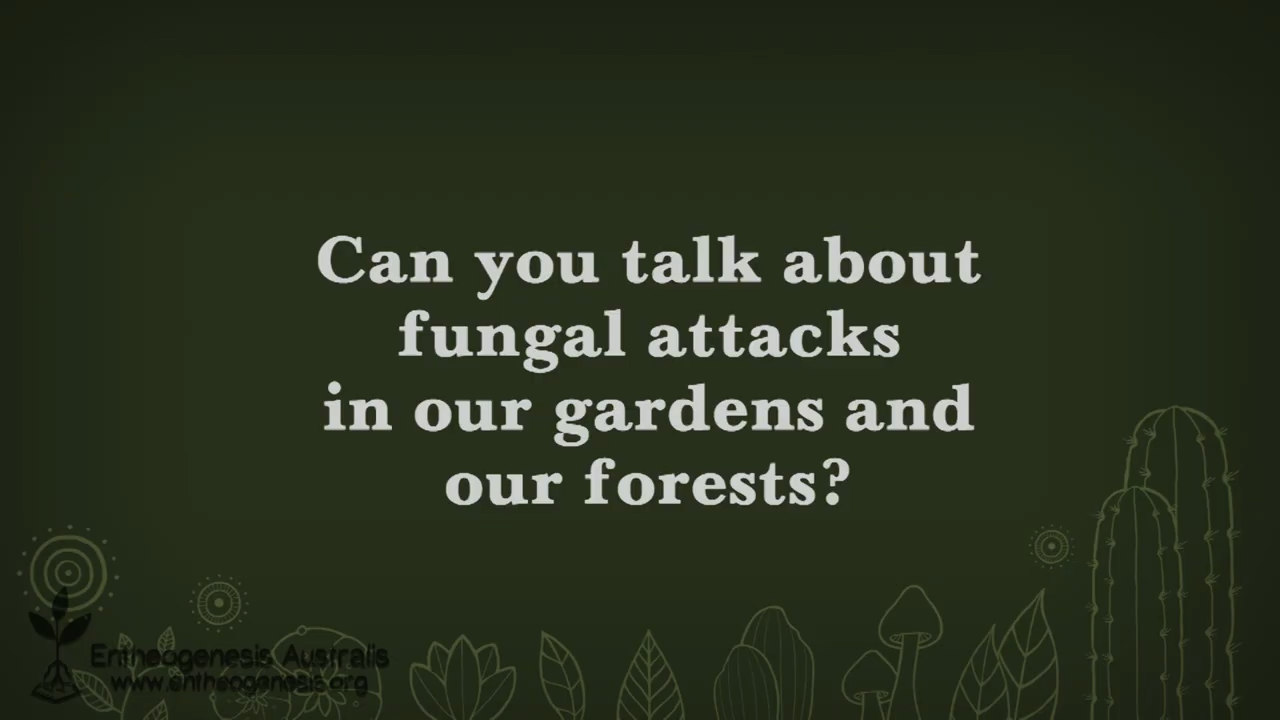 Can you talk about
fungal attacks
in our gardens and
our forests?
Entheogenesis Australis
www.entheogenesis.org